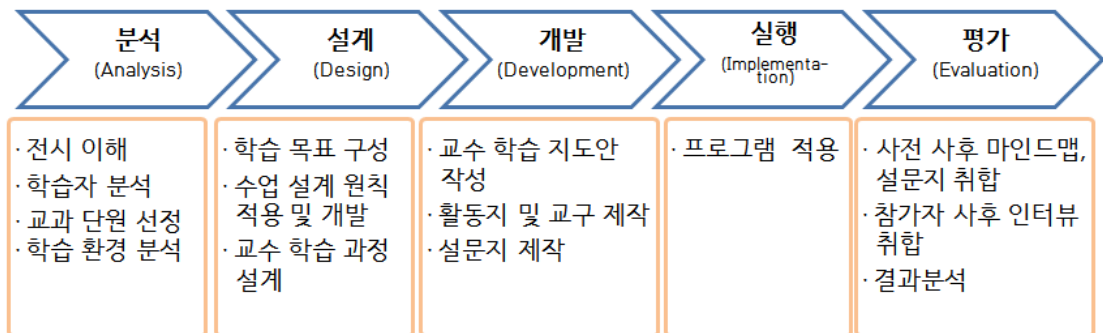 분석
(Analysis)
설계
(Design)
개발
(Development)
실행
(Implementa-
tion)
평가
(Evaluation)
· 전시 이해
· 학습자 분석
· 교과 단원 선정
· 학습 환경 분석
· 학습 목표 구성
· 수업 설계 원칙
적용 및 개발
· 교수 학습 과정
설계
· 교수 학습 지도안
작성
· 활동지 및 교구 제작
· 설문지 제작
· 프로그램 적용
· 사전 사후 마인드맵,
설문지 취합
· 참가자 사후 인터뷰
취합
· 결과분석